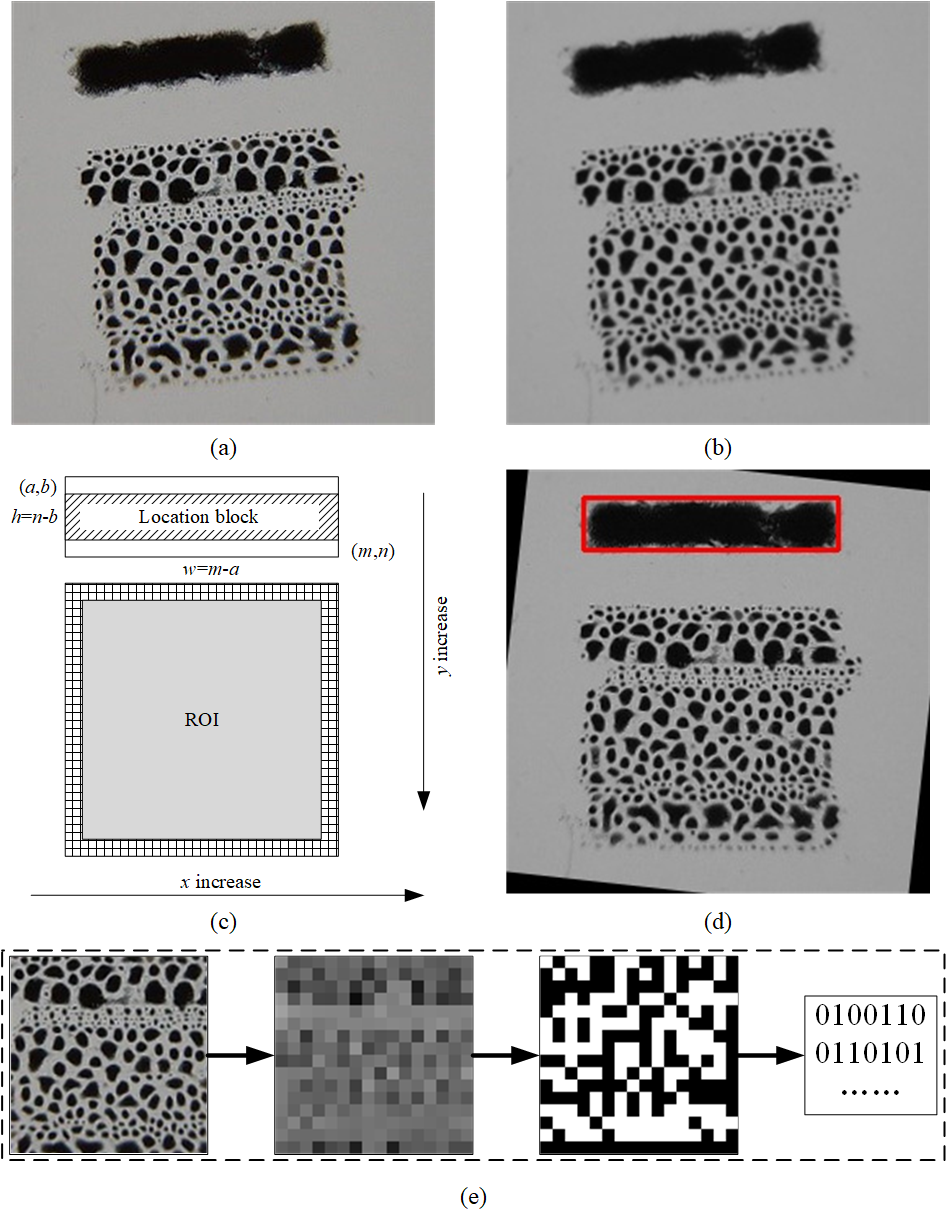 (a)
(b)
(a,b)
h=n-b
Location block
(m,n)
w=m-a
y increase
ROI
x increase
(c)
(d)
0100110
0110101
……
(e)